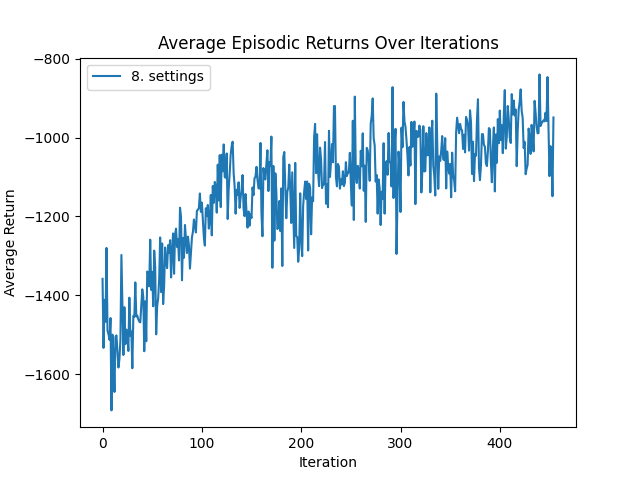 Average Episodic Returns Over Iterations
8. settings
Average Return
−800
−1000
−1200
−1400
−1600
0 100 200 300 400
Iteration